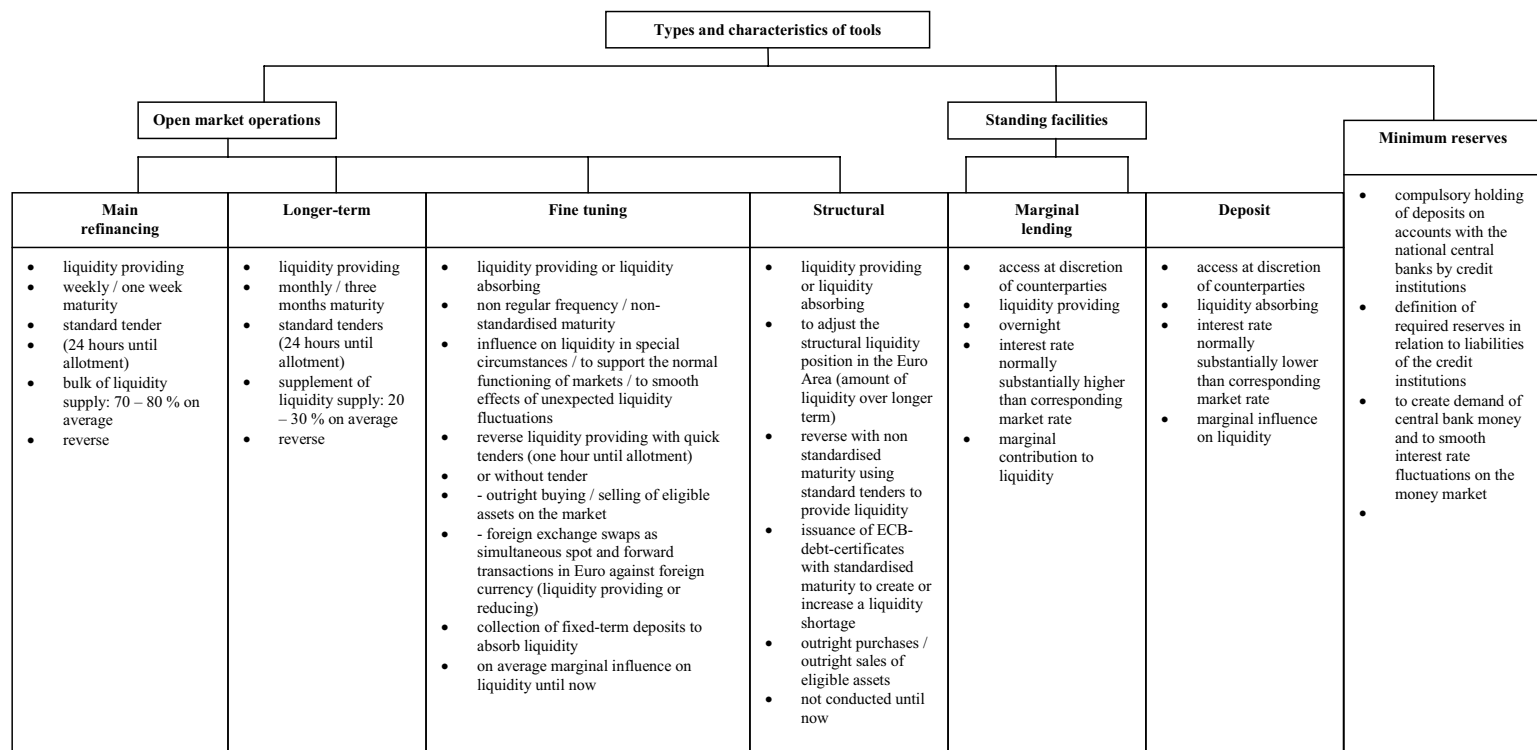 Types and characteristics of tools
Open market operations
Standing facilities
Minimum reserves
Main
refinancing
Longer-term
Fine tuning
Structural
Marginal
lending
Deposit
• liquidity providing
• weekly / one week
maturity
• standard tender
• (24 hours until
allotment)
• bulk of liquidity
supply: 70 – 80 % on
average
• reverse
• liquidity providing
• monthly / three
months maturity
• standard tenders
(24 hours until
allotment)
• supplement of
liquidity supply: 20
– 30 % on average
• reverse
• liquidity providing or liquidity
absorbing
• non regular frequency / non-
standardised maturity
• influence on liquidity in special
circumstances / to support the normal
functioning of markets / to smooth
effects of unexpected liquidity
fluctuations
• reverse liquidity providing with quick
tenders (one hour until allotment)
• or without tender
• - outright buying / selling of eligible
assets on the market
• - foreign exchange swaps as
simultaneous spot and forward
transactions in Euro against foreign
currency (liquidity providing or
reducing)
• collection of fixed-term deposits to
absorb liquidity
• on average marginal influence on
liquidity until now
• liquidity providing
or liquidity
absorbing
• to adjust the
structural liquidity
position in the Euro
Area (amount of
liquidity over longer
term)
• reverse with non
standardised
maturity using
standard tenders to
provide liquidity
• issuance of ECB-
debt-certificates
with standardised
maturity to create or
increase a liquidity
shortage
• outright purchases /
outright sales of
eligible assets
• not conducted until
now
• access at discretion
of counterparties
• liquidity providing
• overnight
• interest rate
normally
substantially higher
than corresponding
market rate
• marginal
contribution to
liquidity
• access at discretion
of counterparties
• liquidity absorbing
• interest rate
normally
substantially lower
than corresponding
market rate
• marginal influence
on liquidity
• compulsory holding
of deposits on
accounts with the
national central
banks by credit
institutions
• definition of
required reserves in
relation to liabilities
of the credit
institutions
• to create demand of
central bank money
and to smooth
interest rate
fluctuations on the
money market
•